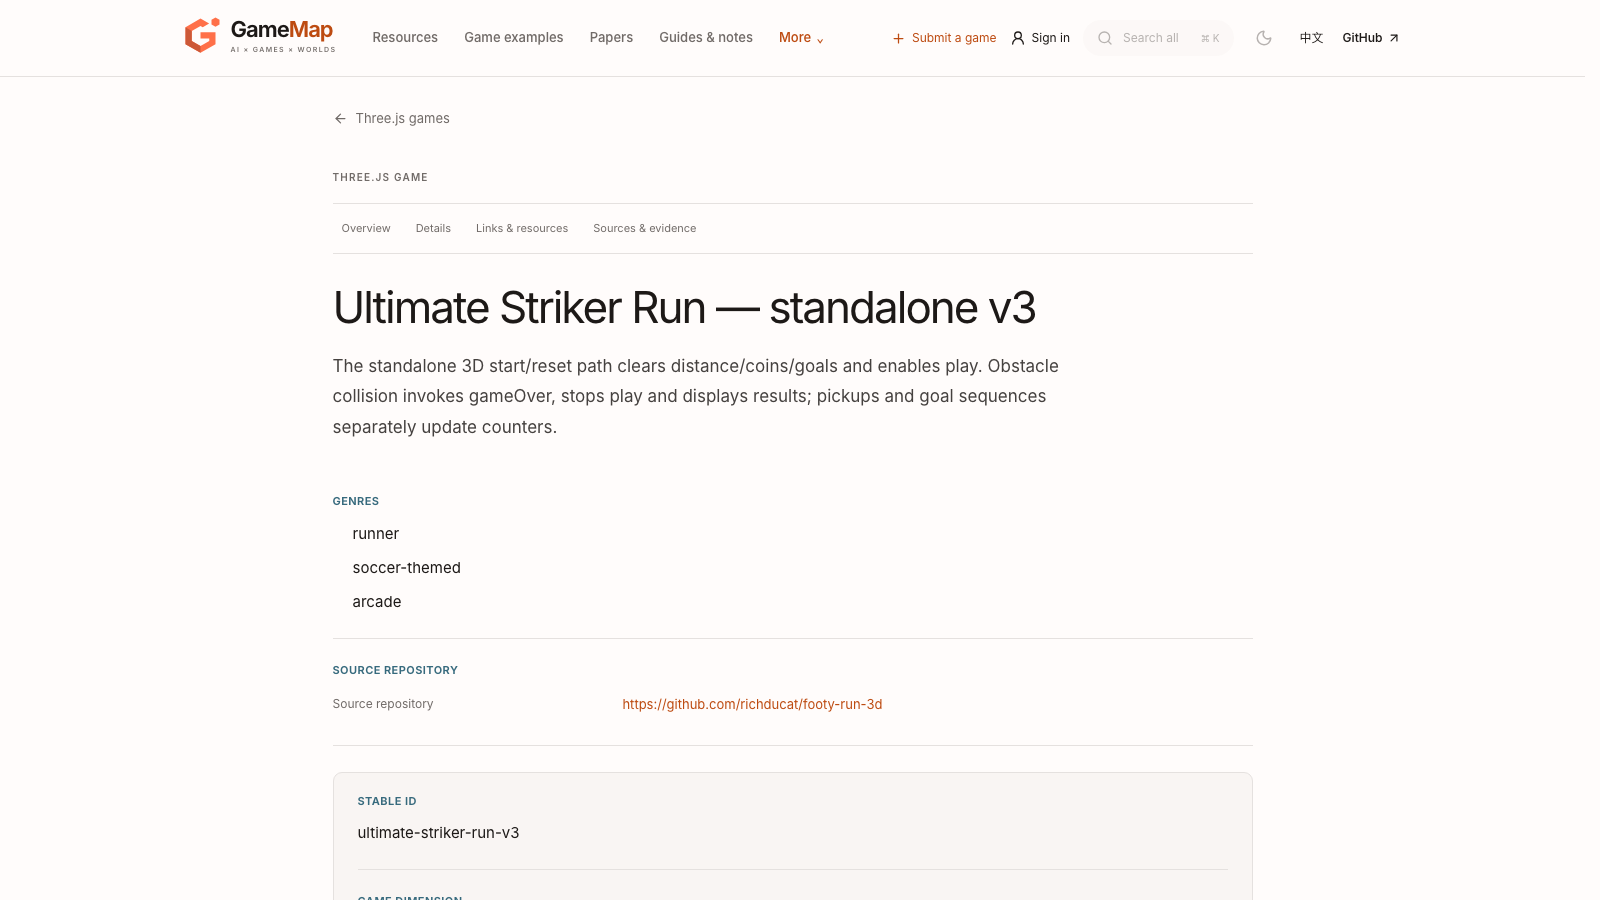 GameMap
AI × GAMES × WORLDS
Resources
Game examples
Papers
Guides & notes
More
Submit a game
Sign in
Search all
⌘ K
中文
GitHub
Three.js games
THREE.JS GAME
Overview
Details
Links & resources
Sources & evidence
Ultimate Striker Run — standalone v3
The standalone 3D start/reset path clears distance/coins/goals and enables play. Obstacle
collision invokes gameOver, stops play and displays results; pickups and goal sequences
separately update counters.
GENRES
runner
soccer-themed
arcade
SOURCE REPOSITORY
Source repository
https://github.com/richducat/footy-run-3d
STABLE ID
ultimate-striker-run-v3
GAME DIMENSION